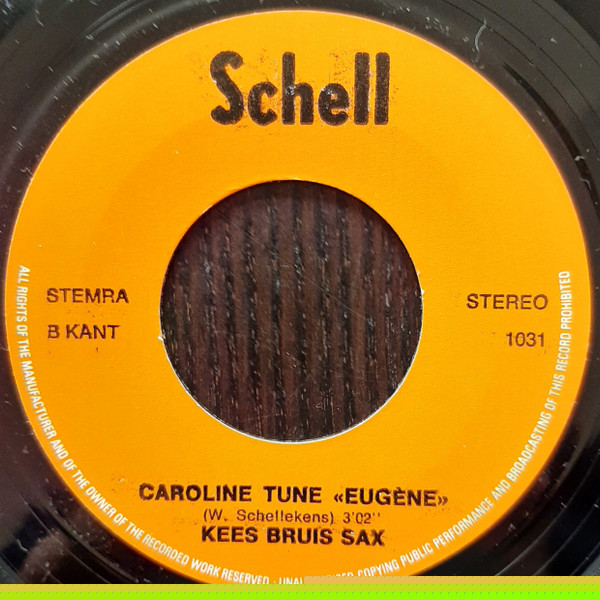 Schell
STEMRA
B KANT
STEREO
1031
CAROLINE TUNE «EUGÈNE»
(W. Schellekens) 3'02''
KEES BRUIS SAX
ALL RIGHTS OF THE MANUFACTURER AND OF THE OWNER OF THE RECORDED WORK RESERVED - COPYING PUBLIC PERFORMANCE AND BROADCASTING OF THIS RECORD PROHIBITED